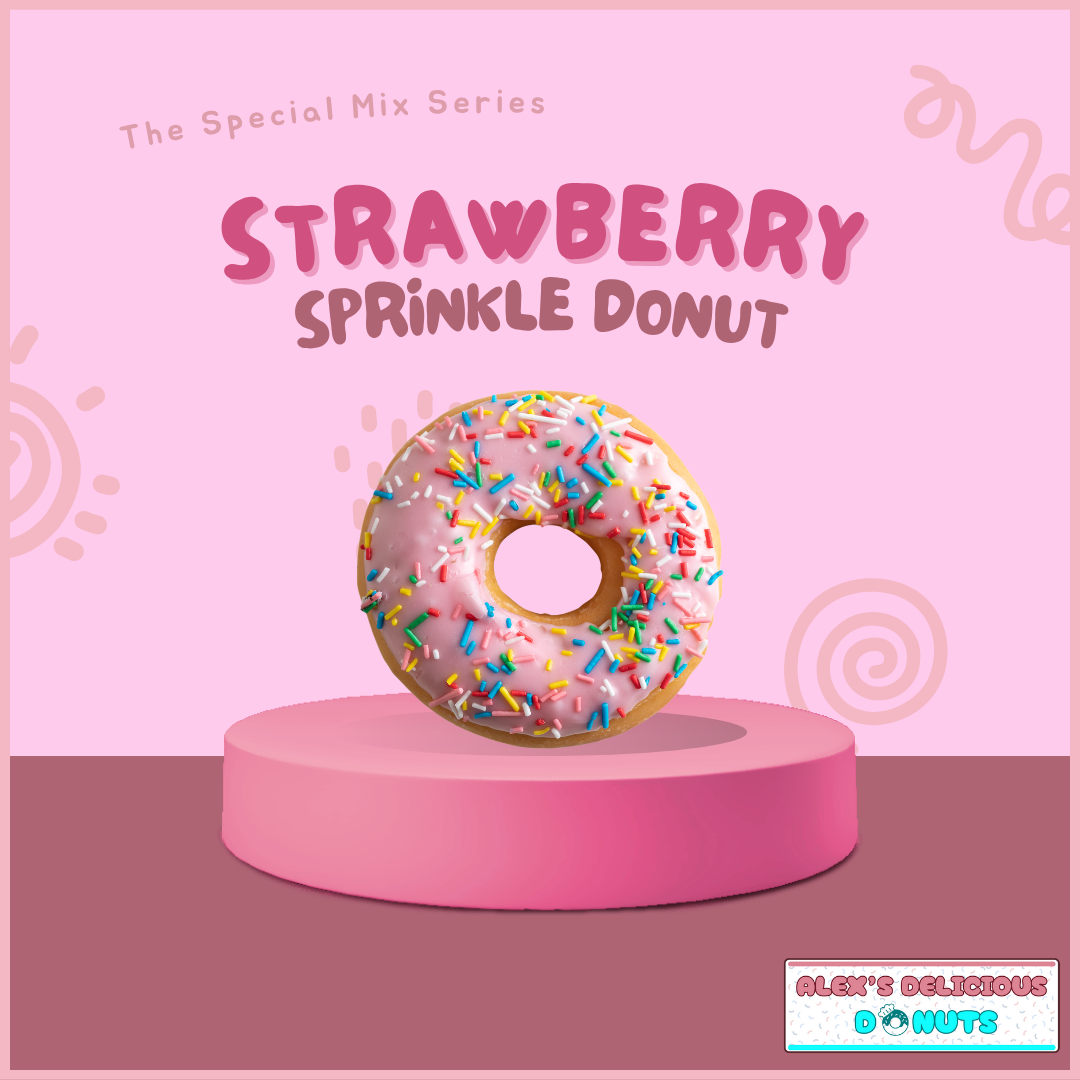 The Special Mix Series
STRAWBERRY
SPRiNKLE DONUT
ALEX'S DELICIOUS
DONUTS